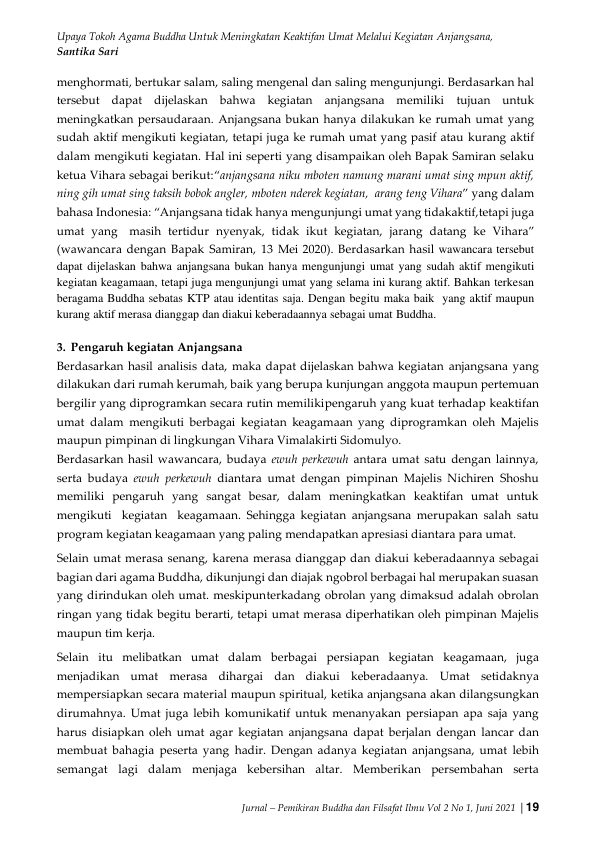 Upaya Tokoh Agama Buddha Untuk Meningkatan Keaktifan Umat Melalui Kegiatan Anjangsana,
Santika Sari
menghormati, bertukar salam, saling mengenal dan saling mengunjungi. Berdasarkan hal
tersebut dapat dijelaskan bahwa kegiatan anjangsana memiliki tujuan untuk
meningkatkan persaudaraan. Anjangsana bukan hanya dilakukan ke rumah umat yang
sudah aktif mengikuti kegiatan, tetapi juga ke rumah umat yang pasif atau kurang aktif
dalam mengikuti kegiatan. Hal ini seperti yang disampaikan oleh Bapak Samiran selaku
ketua Vihara sebagai berikut:“anjangsana niku mboten namung marani umat sing mpun aktif,
ning gih umat sing taksih bobok angler, mboten nderek kegiatan, arang teng Vihara” yang dalam
bahasa Indonesia: “Anjangsana tidak hanya mengunjungi umat yang tidakaktif,tetapi juga
umat yang masih tertidur nyenyak, tidak ikut kegiatan, jarang datang ke Vihara”
(wawancara dengan Bapak Samiran, 13 Mei 2020). Berdasarkan hasil wawancara tersebut
dapat dijelaskan bahwa anjangsana bukan hanya mengunjungi umat yang sudah aktif mengikuti
kegiatan keagamaan, tetapi juga mengunjungi umat yang selama ini kurang aktif. Bahkan terkesan
beragama Buddha sebatas KTP atau identitas saja. Dengan begitu maka baik yang aktif maupun
kurang aktif merasa dianggap dan diakui keberadaannya sebagai umat Buddha.
3. Pengaruh kegiatan Anjangsana
Berdasarkan hasil analisis data, maka dapat dijelaskan bahwa kegiatan anjangsana yang
dilakukan dari rumah kerumah, baik yang berupa kunjungan anggota maupun pertemuan
bergilir yang diprogramkan secara rutin memilikipengaruh yang kuat terhadap keaktifan
umat dalam mengikuti berbagai kegiatan keagamaan yang diprogramkan oleh Majelis
maupun pimpinan di lingkungan Vihara Vimalakirti Sidomulyo.
Berdasarkan hasil wawancara, budaya ewuh perkewuh antara umat satu dengan lainnya,
serta budaya ewuh perkewuh diantara umat dengan pimpinan Majelis Nichiren Shoshu
memiliki pengaruh yang sangat besar, dalam meningkatkan keaktifan umat untuk
mengikuti kegiatan keagamaan. Sehingga kegiatan anjangsana merupakan salah satu
program kegiatan keagamaan yang paling mendapatkan apresiasi diantara para umat.
Selain umat merasa senang, karena merasa dianggap dan diakui keberadaannya sebagai
bagian dari agama Buddha, dikunjungi dan diajak ngobrol berbagai hal merupakan suasan
yang dirindukan oleh umat. meskipunterkadang obrolan yang dimaksud adalah obrolan
ringan yang tidak begitu berarti, tetapi umat merasa diperhatikan oleh pimpinan Majelis
maupun tim kerja.
Selain itu melibatkan umat dalam berbagai persiapan kegiatan keagamaan, juga
menjadikan umat merasa dihargai dan diakui keberadaanya. Umat setidaknya
mempersiapkan secara material maupun spiritual, ketika anjangsana akan dilangsungkan
dirumahnya. Umat juga lebih komunikatif untuk menanyakan persiapan apa saja yang
harus disiapkan oleh umat agar kegiatan anjangsana dapat berjalan dengan lancar dan
membuat bahagia peserta yang hadir. Dengan adanya kegiatan anjangsana, umat lebih
semangat lagi dalam menjaga kebersihan altar. Memberikan persembahan serta
Jurnal – Pemikiran Buddha dan Filsafat Ilmu Vol 2 No 1, Juni 2021 | 19